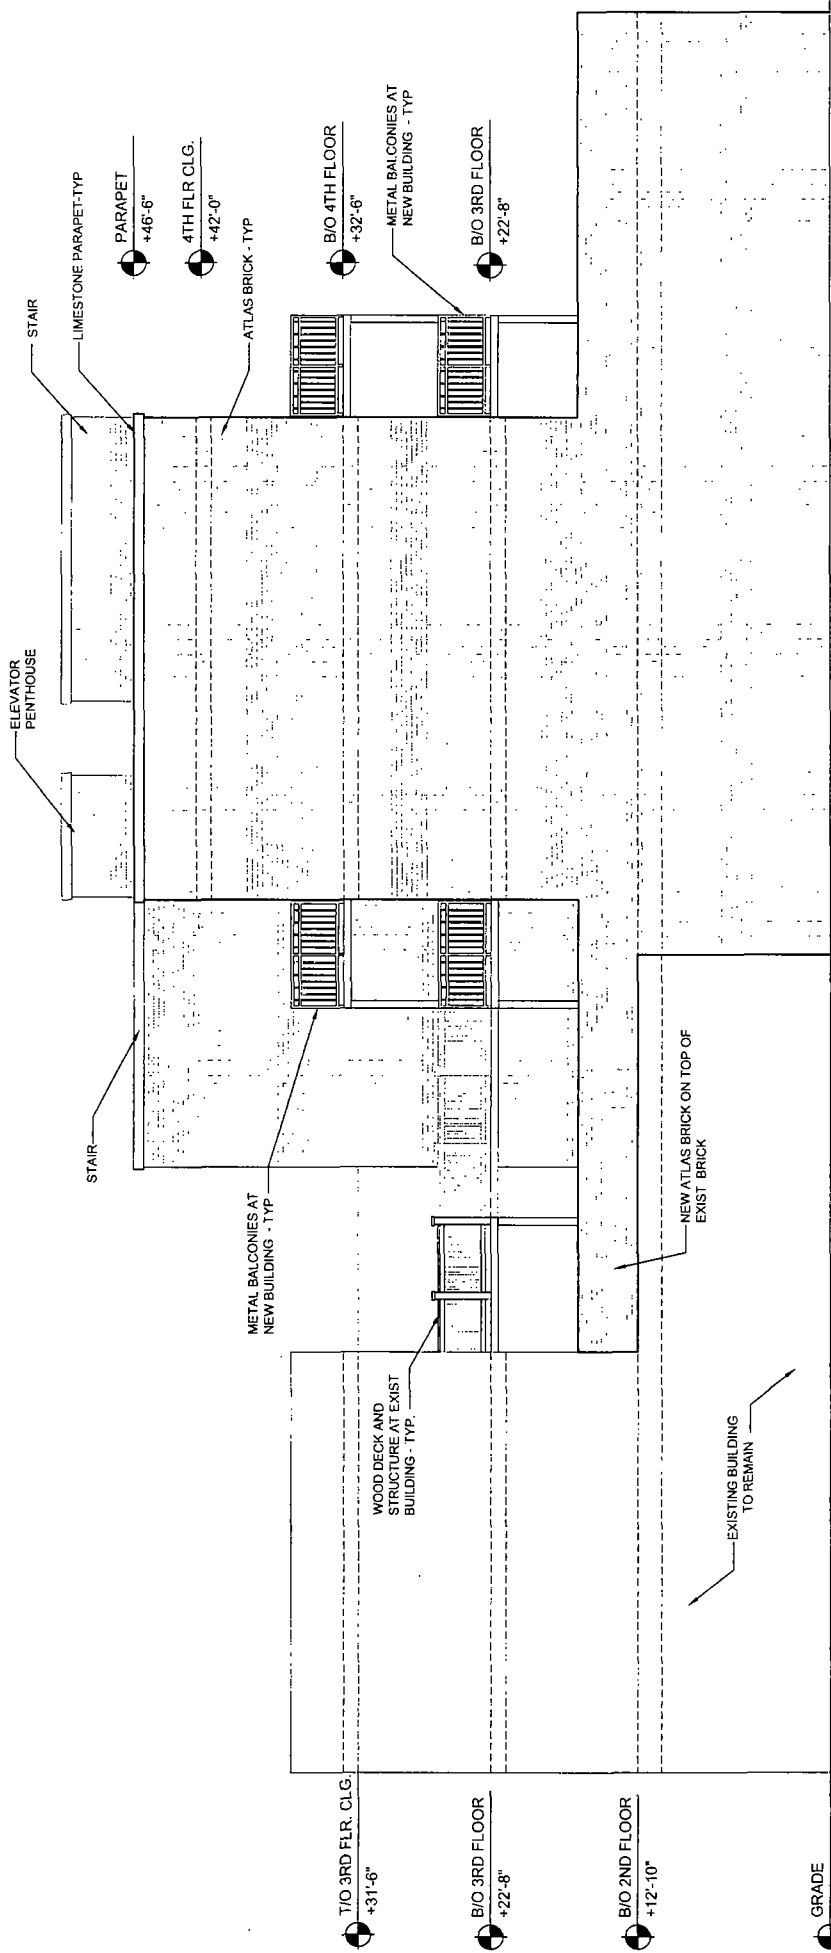 STAIR
ELEVATOR
PENTHOUSE
STAIR
LIMESTONE PARAPET-TYP
PARAPET
+46'-6"
4TH FLR CLG.
+42'-0"
ATLAS BRICK - TYP
B/O 4TH FLOOR
+32'-6"
METAL BALCONIES AT
NEW BUILDING - TYP
B/O 3RD FLOOR
+22'-8"
METAL BALCONIES AT
NEW BUILDING - TYP
WOOD DECK AND
STRUCTURE AT EXIST
BUILDING - TYP.
NEW ATLAS BRICK ON TOP OF
EXIST BRICK
EXISTING BUILDING
TO REMAIN
T/O 3RD FLR. CLG.
+31'-6"
B/O 3RD FLOOR
+22'-8"
B/O 2ND FLOOR
+12'-10"
GRADE